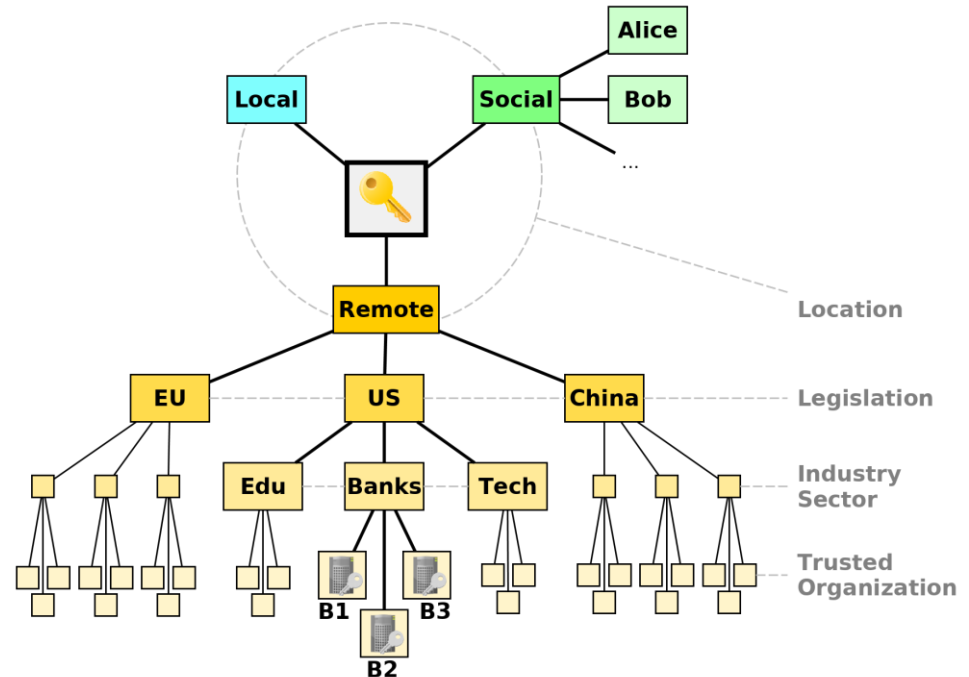 Alice
Local
Social
Bob
...
Remote
Location
EU
US
China
Legislation
Edu
Banks
Tech
Industry
Sector
Trusted
Organization
B1
B3
B2